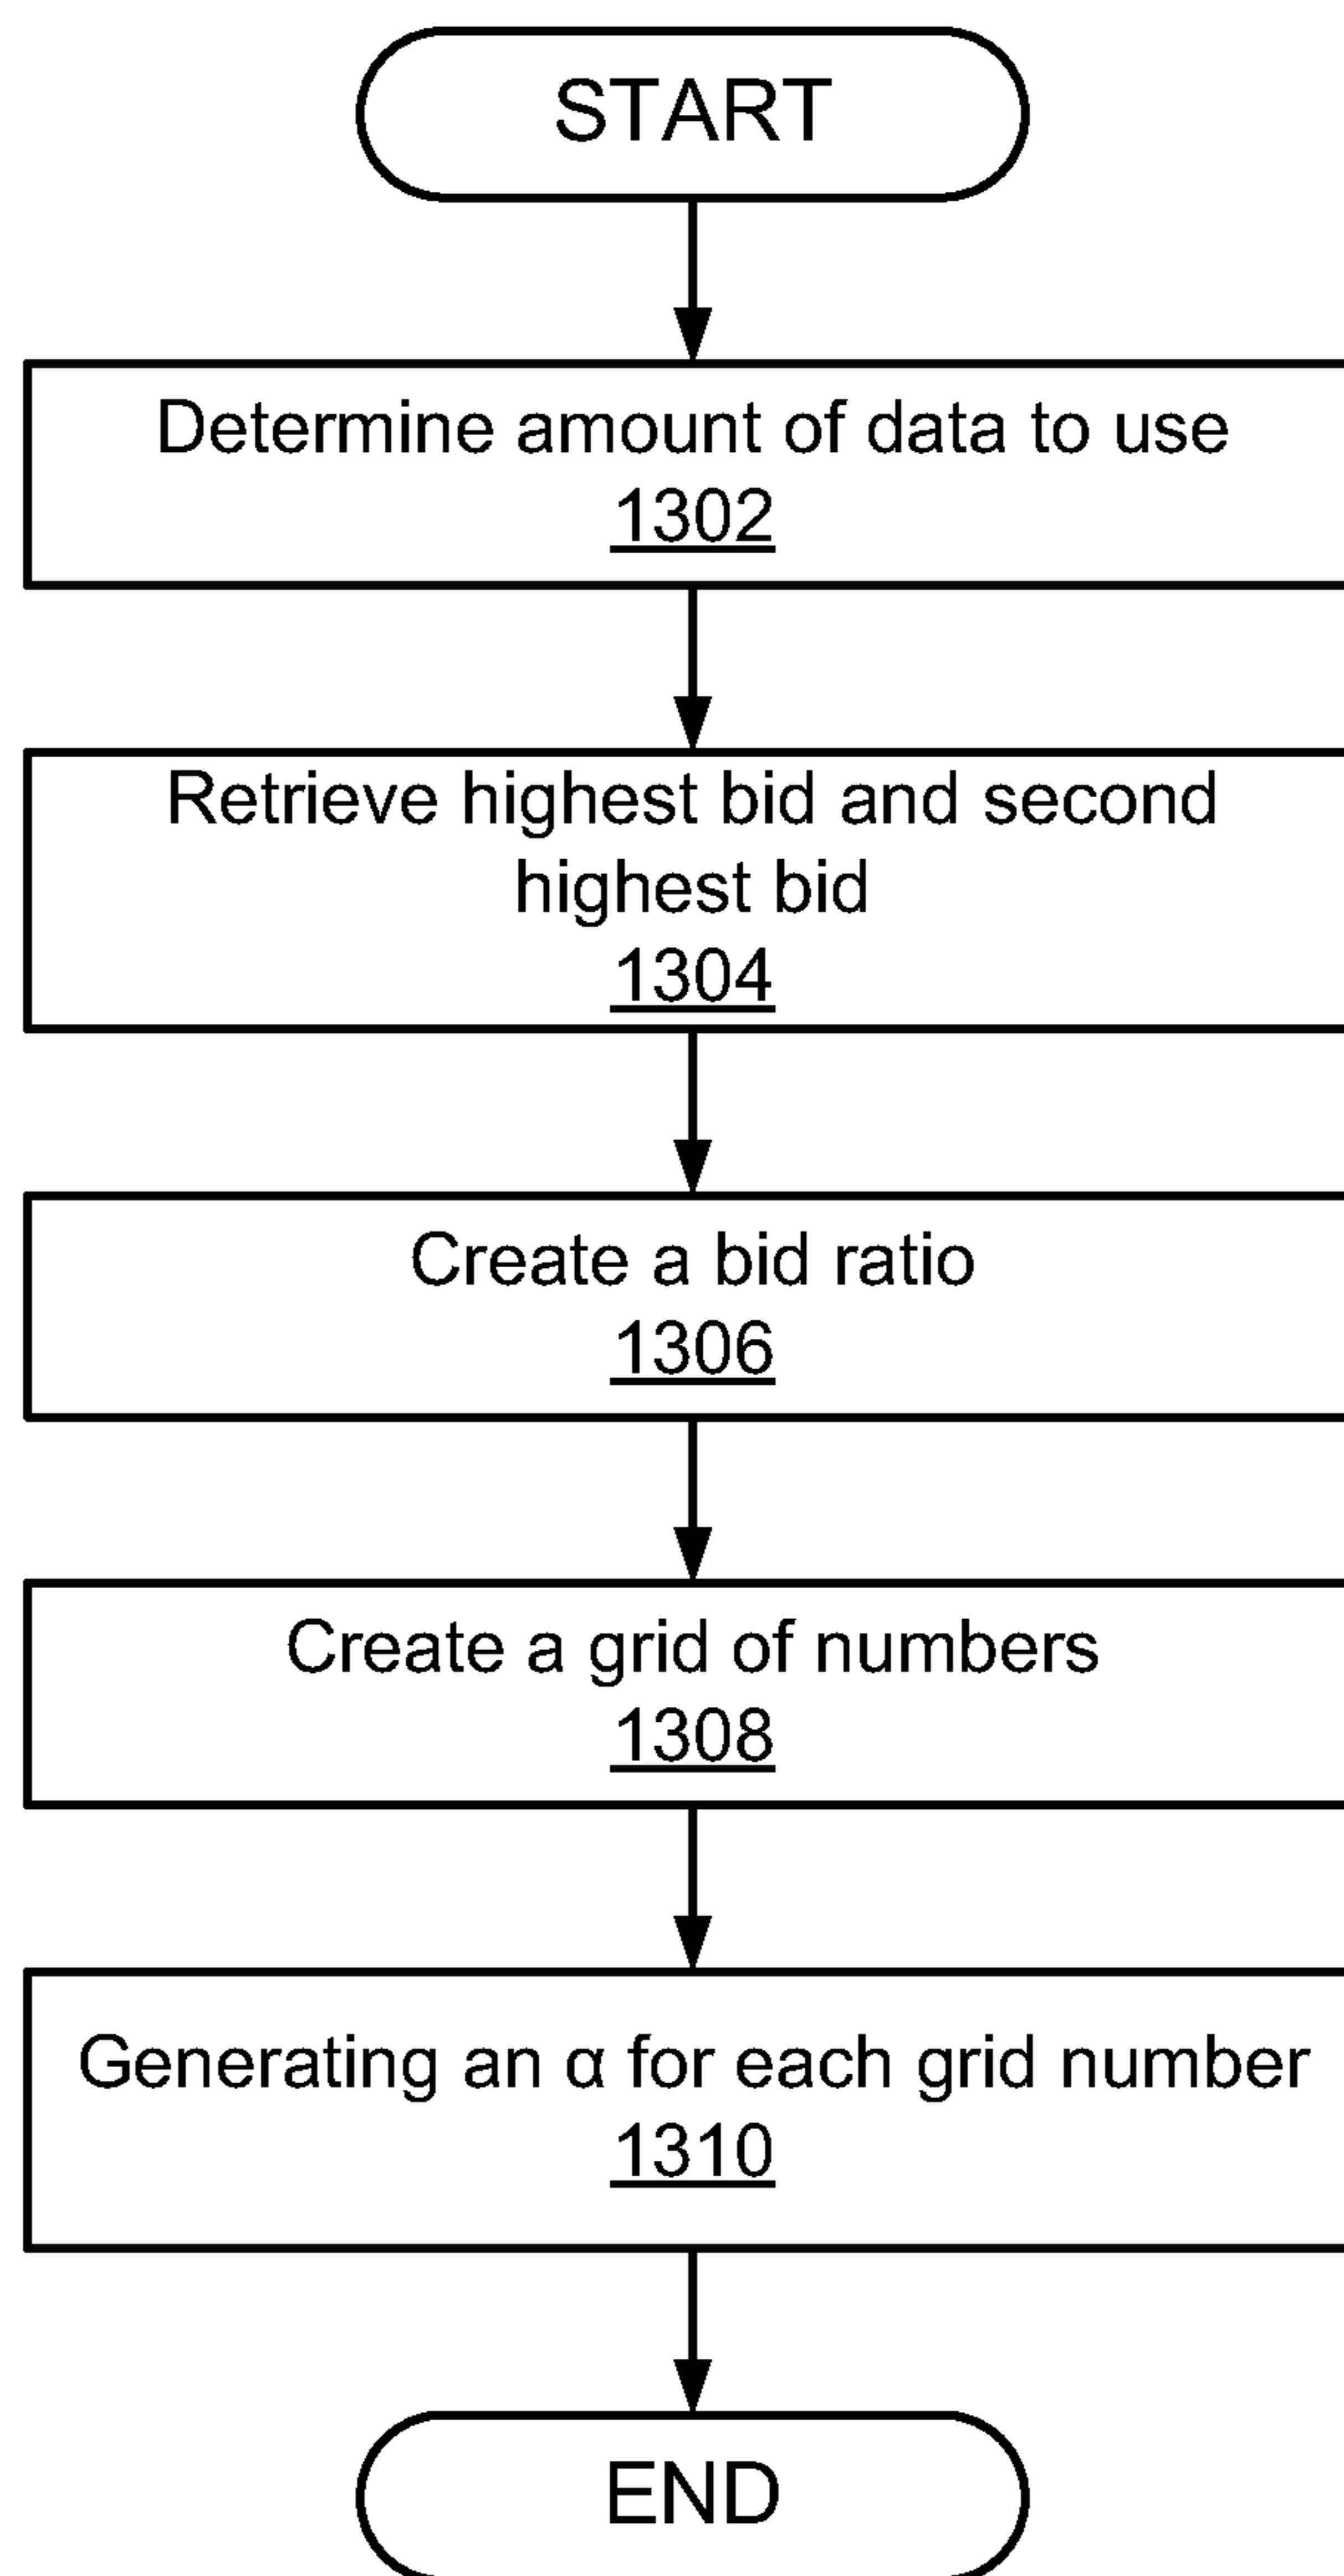 START
Determine amount of data to use
1302
Retrieve highest bid and second
highest bid
1304
Create a bid ratio
1306
Create a grid of numbers
1308
Generating an α for each grid number
1310
END